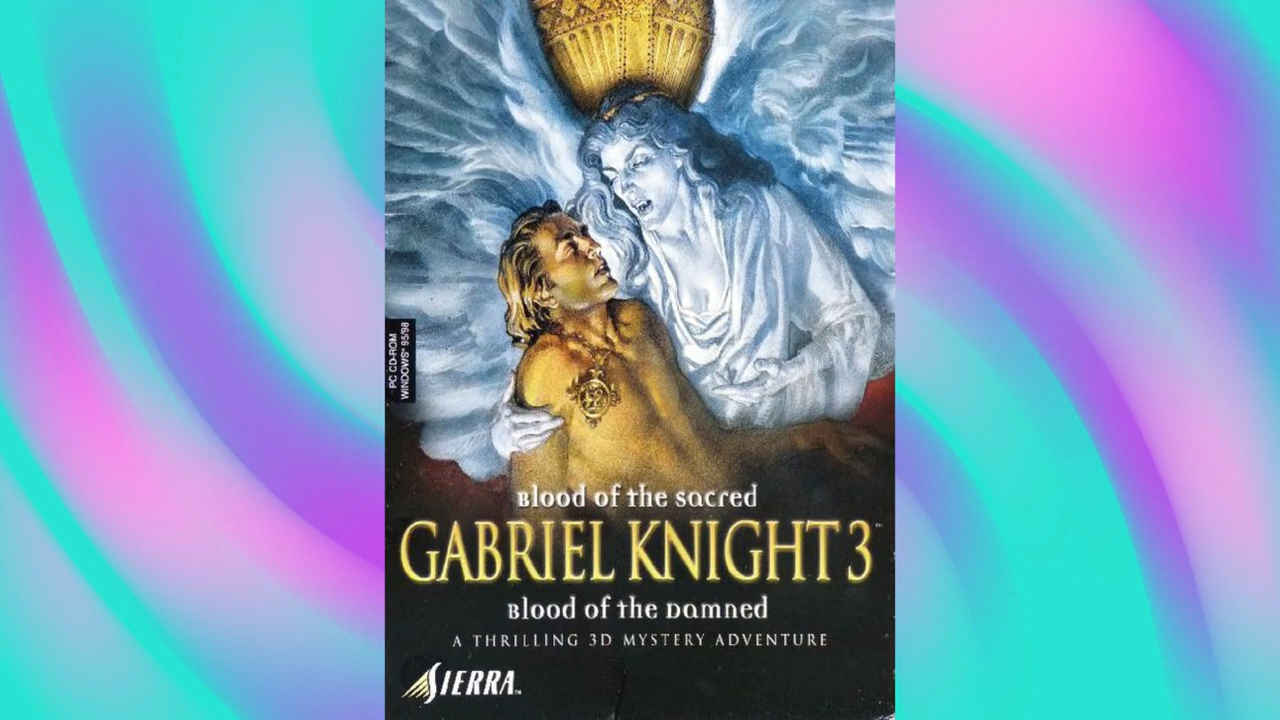 PC CD-ROM
WINDOWS® 95/98
Blood of the Sacred
GABRIEL KNIGHT 3™
Blood of the Damned
A THRILLING 3D MYSTERY ADVENTURE
SIERRA™